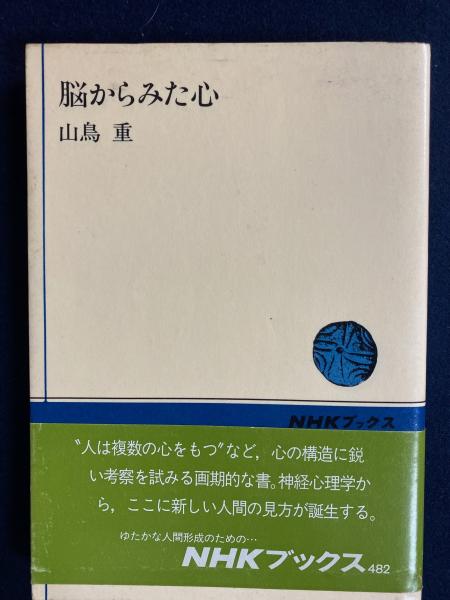 脳からみた心
山鳥 重
NHKブックス
“人は複数の心をもつ”など，心の構造に鋭
い考察を試みる画期的な書。神経心理学か
ら，ここに新しい人間の見方が誕生する。
ゆたかな人間形成のための…
NHKブックス482